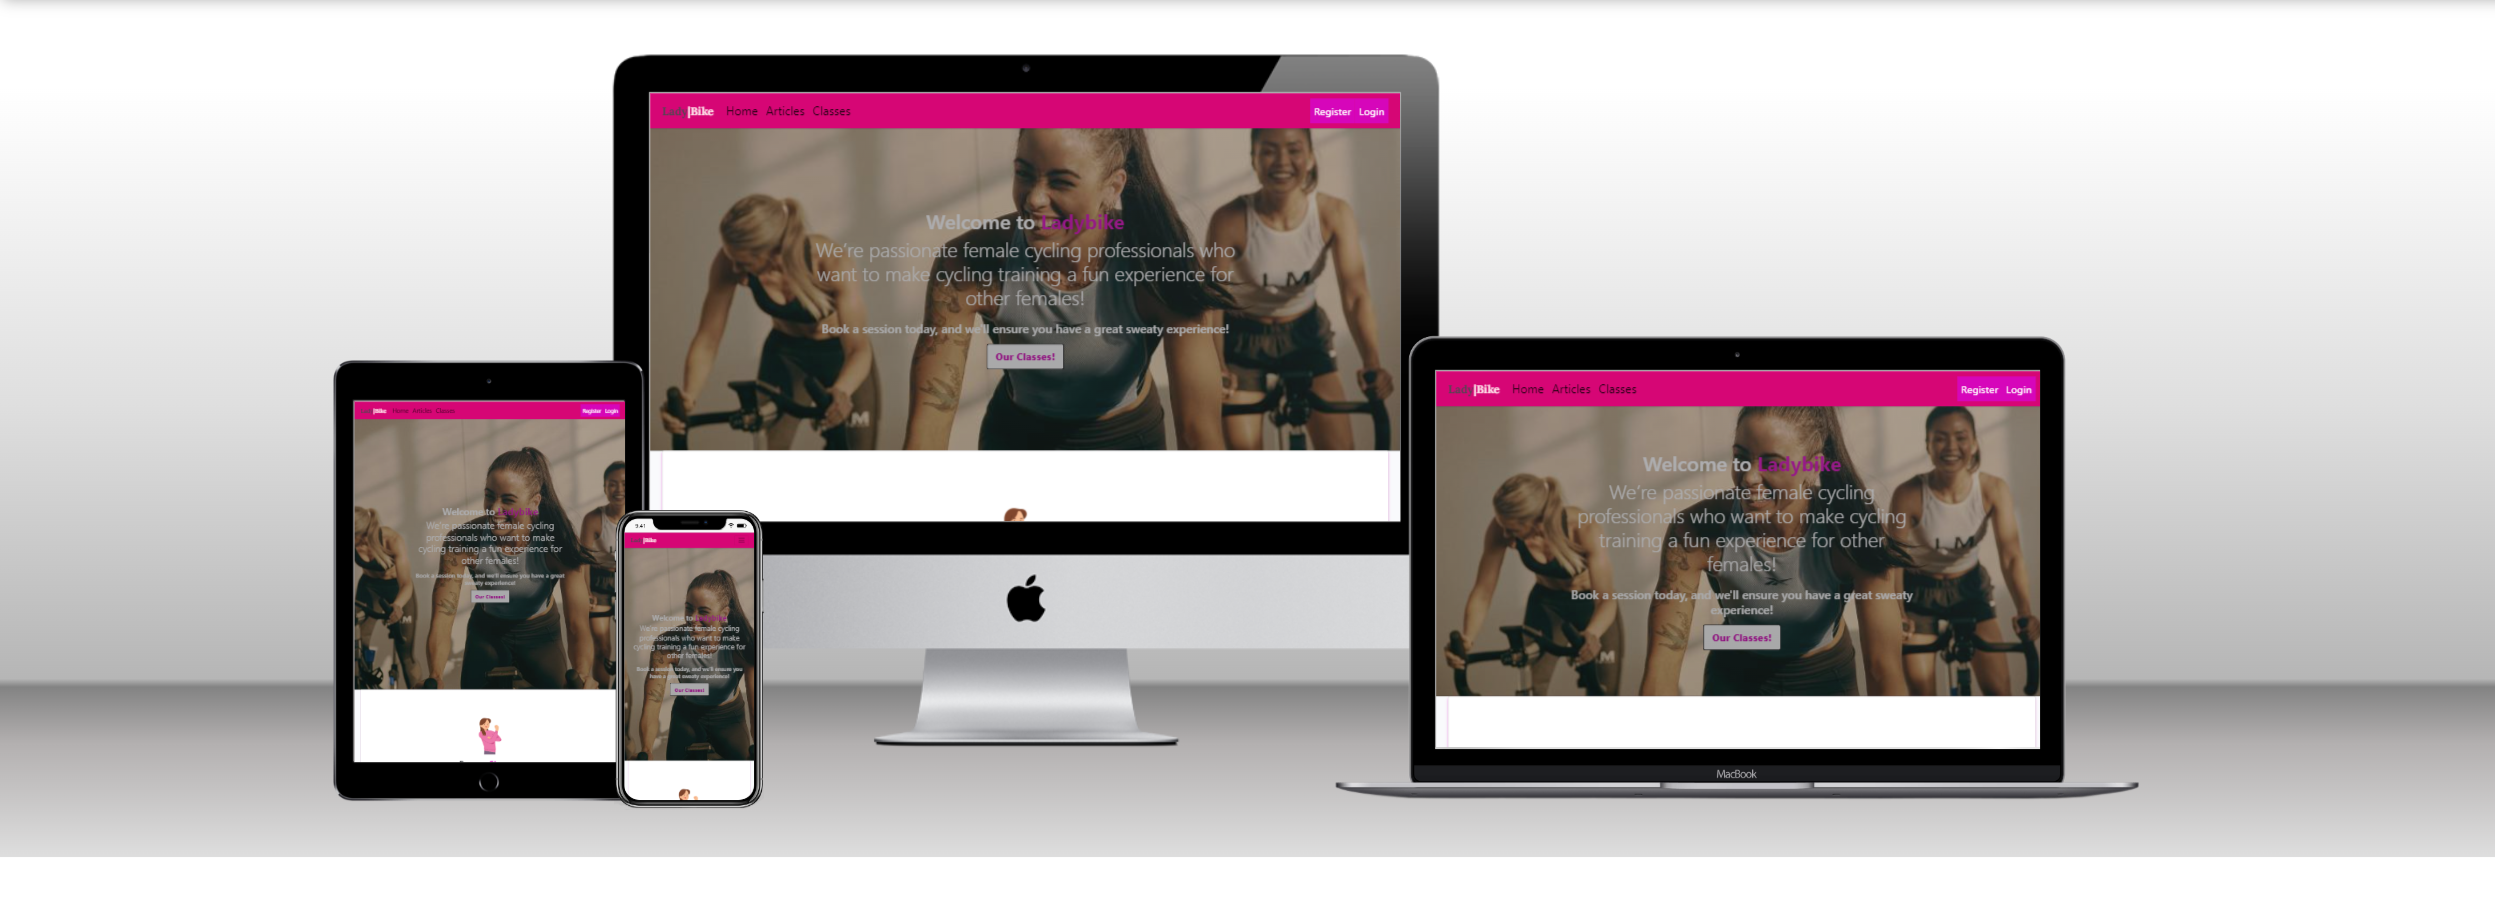 Lady|Bike Home Articles Classes Register Login
Welcome to Ladybike
We're passionate female cycling professionals who
want to make cycling training a fun experience for
other females!
Book a session today, and we'll ensure you have a great sweaty experience!
Our Classes!
LM
M
Lady|Bike Home Articles Classes Register Login
Welcome to Ladybike
We're passionate female cycling
professionals who want to make
cycling training a fun experience for
other females!
Book a session today, and we'll ensure you have a great
sweaty experience!
Our Classes!
M
9:41
|Bike
Welcome to Ladybike
We're passionate female cycling
professionals who want to make
cycling training a fun experience for
other females!
Book a session today, and we'll ensure you
have a great sweaty experience!
Our Classes!
Lady|Bike Home Articles Classes Register Login
Welcome to Ladybike
We're passionate female cycling
professionals who want to make cycling
training a fun experience for other
females!
Book a session today, and we'll ensure you have a great sweaty
experience!
Our Classes!
LM
M
MacBook